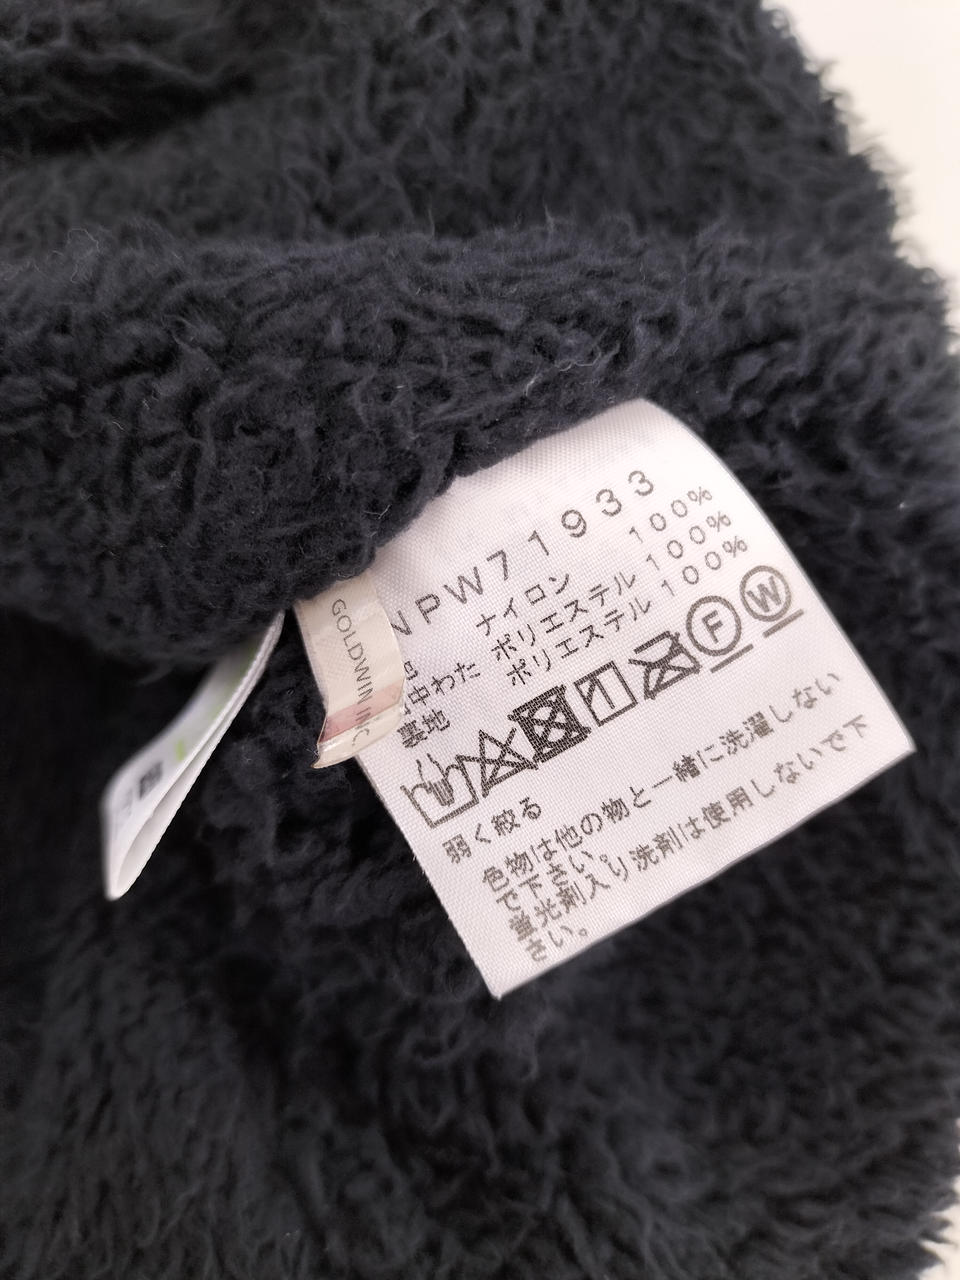 NPW71933
ナイロン 100%
中わた ポリエステル 100%
裏地 ポリエステル 100%
F W
弱く絞る
色物は他の物と一緒に洗濯しない
で下さい。
蛍光剤入り洗剤は使用しないで下
さい。
GOLDWIN INC.